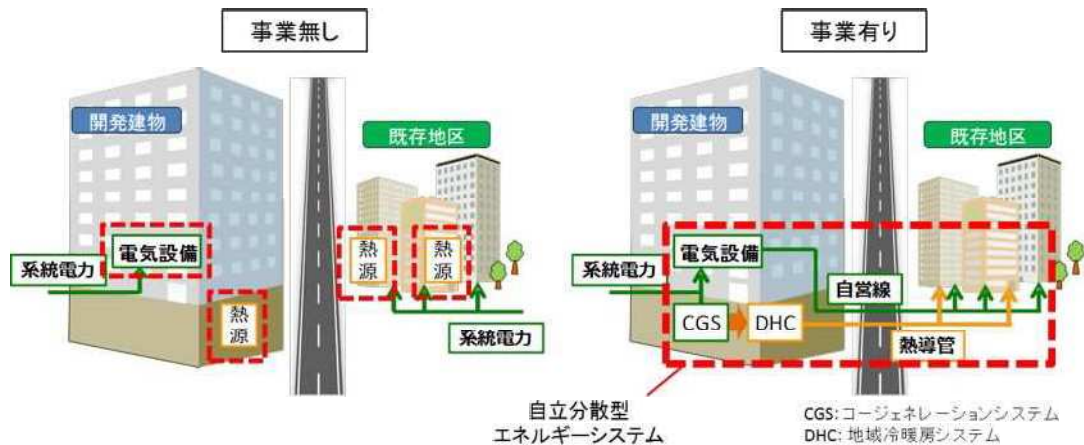 事業無し
開発建物
既存地区
電気設備
系統電力
熱源
熱源
熱源
系統電力
事業有り
開発建物
既存地区
電気設備
系統電力
自営線
CGS
DHC
熱導管
自立分散型
エネルギーシステム
CGS: コージェネレーションシステム
DHC: 地域冷暖房システム